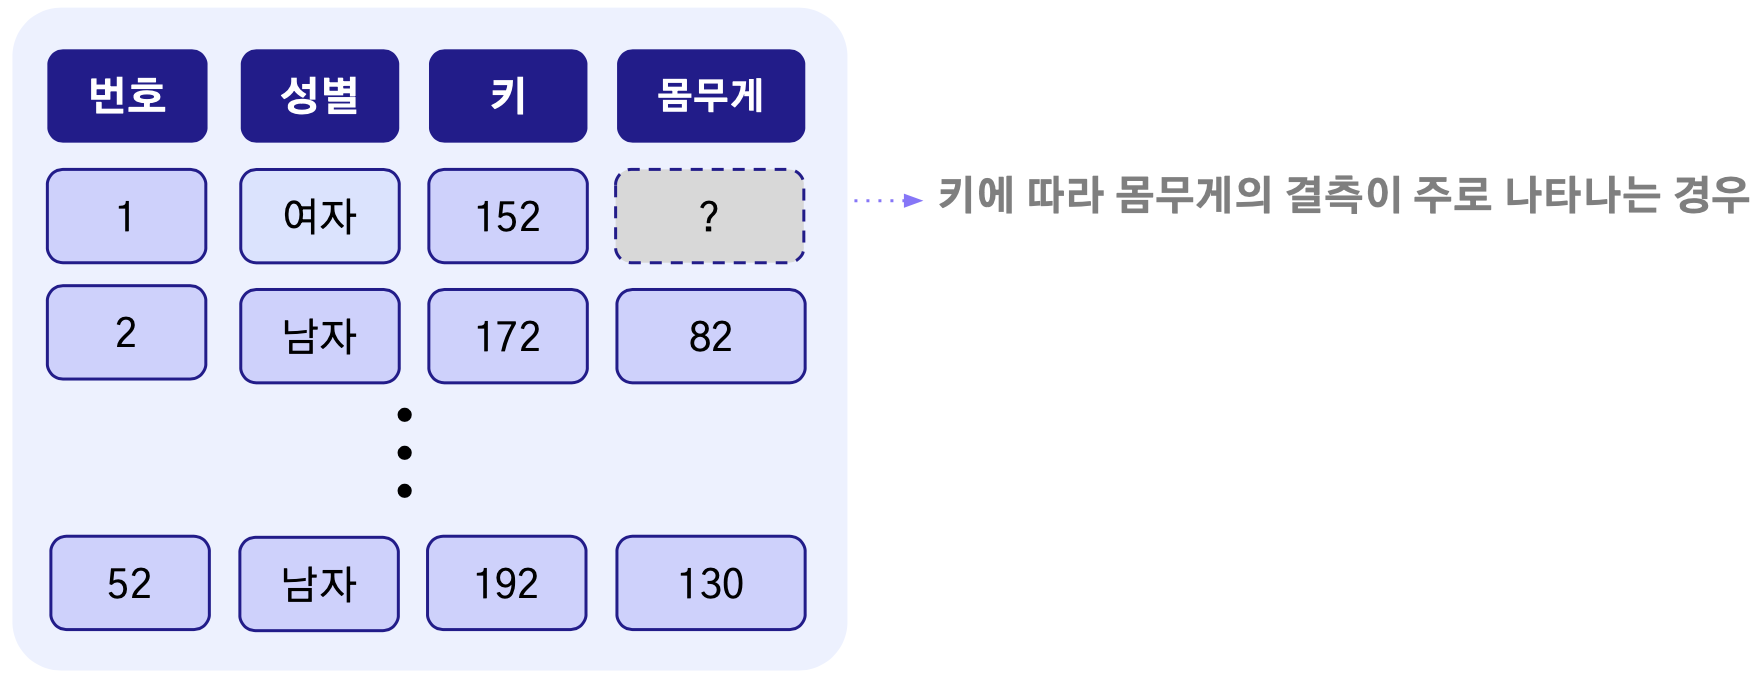 번호 성별 키 몸무게
1 여자 152 ?
키에 따라 몸무게의 결측이 주로 나타나는 경우
2 남자 172 82
52 남자 192 130